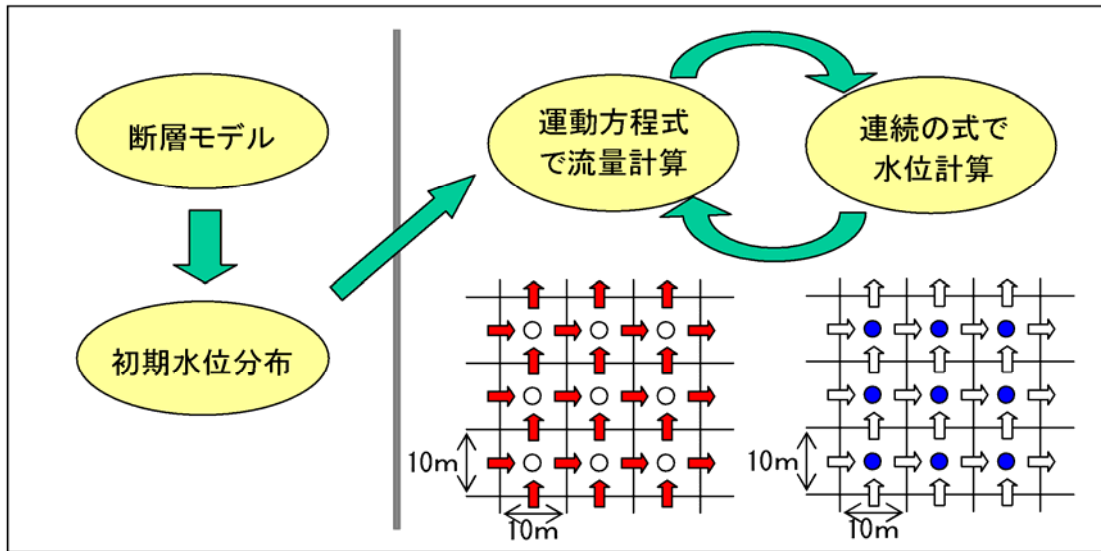 断層モデル
初期水位分布
運動方程式
で流量計算
連続の式で
水位計算
10m
10m
10m
10m